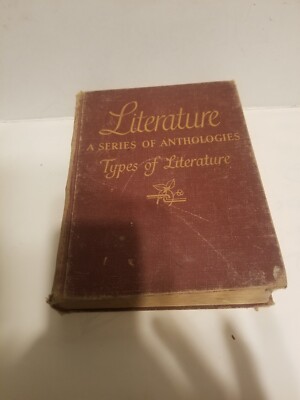 Literature
A SERIES OF ANTHOLOGIES
Types of Literature